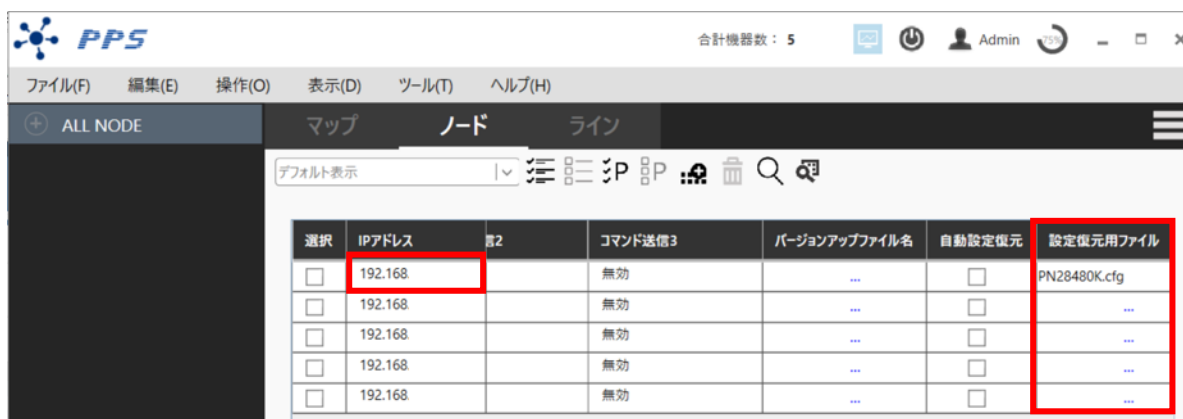 PPS
合計機器数： 5
Admin
75%
ファイル(F) 編集(E) 操作(O) 表示(D) ツール(T) ヘルプ(H)
ALL NODE
マップ ノード ライン
デフォルト表示
P P
選択 IPアドレス 信2 コマンド送信3 バージョンアップファイル名 自動設定復元 設定復元用ファイル
192.168. 無効 ... PN28480K.cfg
192.168. 無効 ... ...
192.168. 無効 ... ...
192.168. 無効 ... ...
192.168. 無効 ... ...